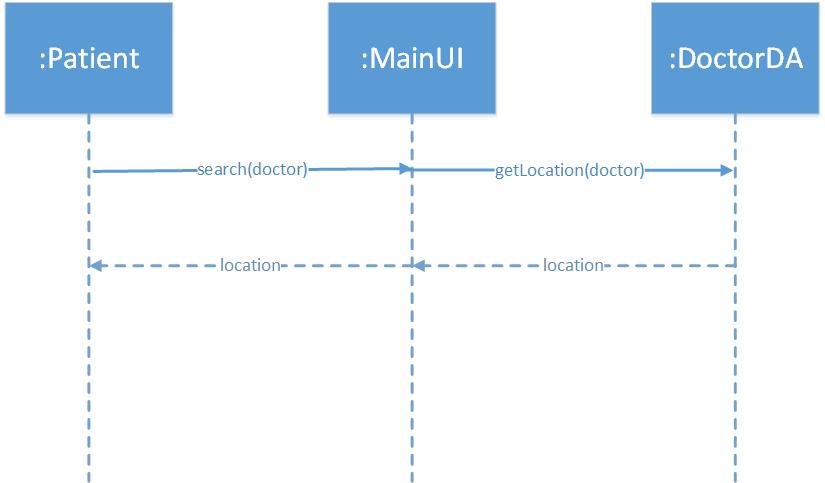 :Patient
:MainUI
:DoctorDA
search(doctor)
getLocation(doctor)
location
location